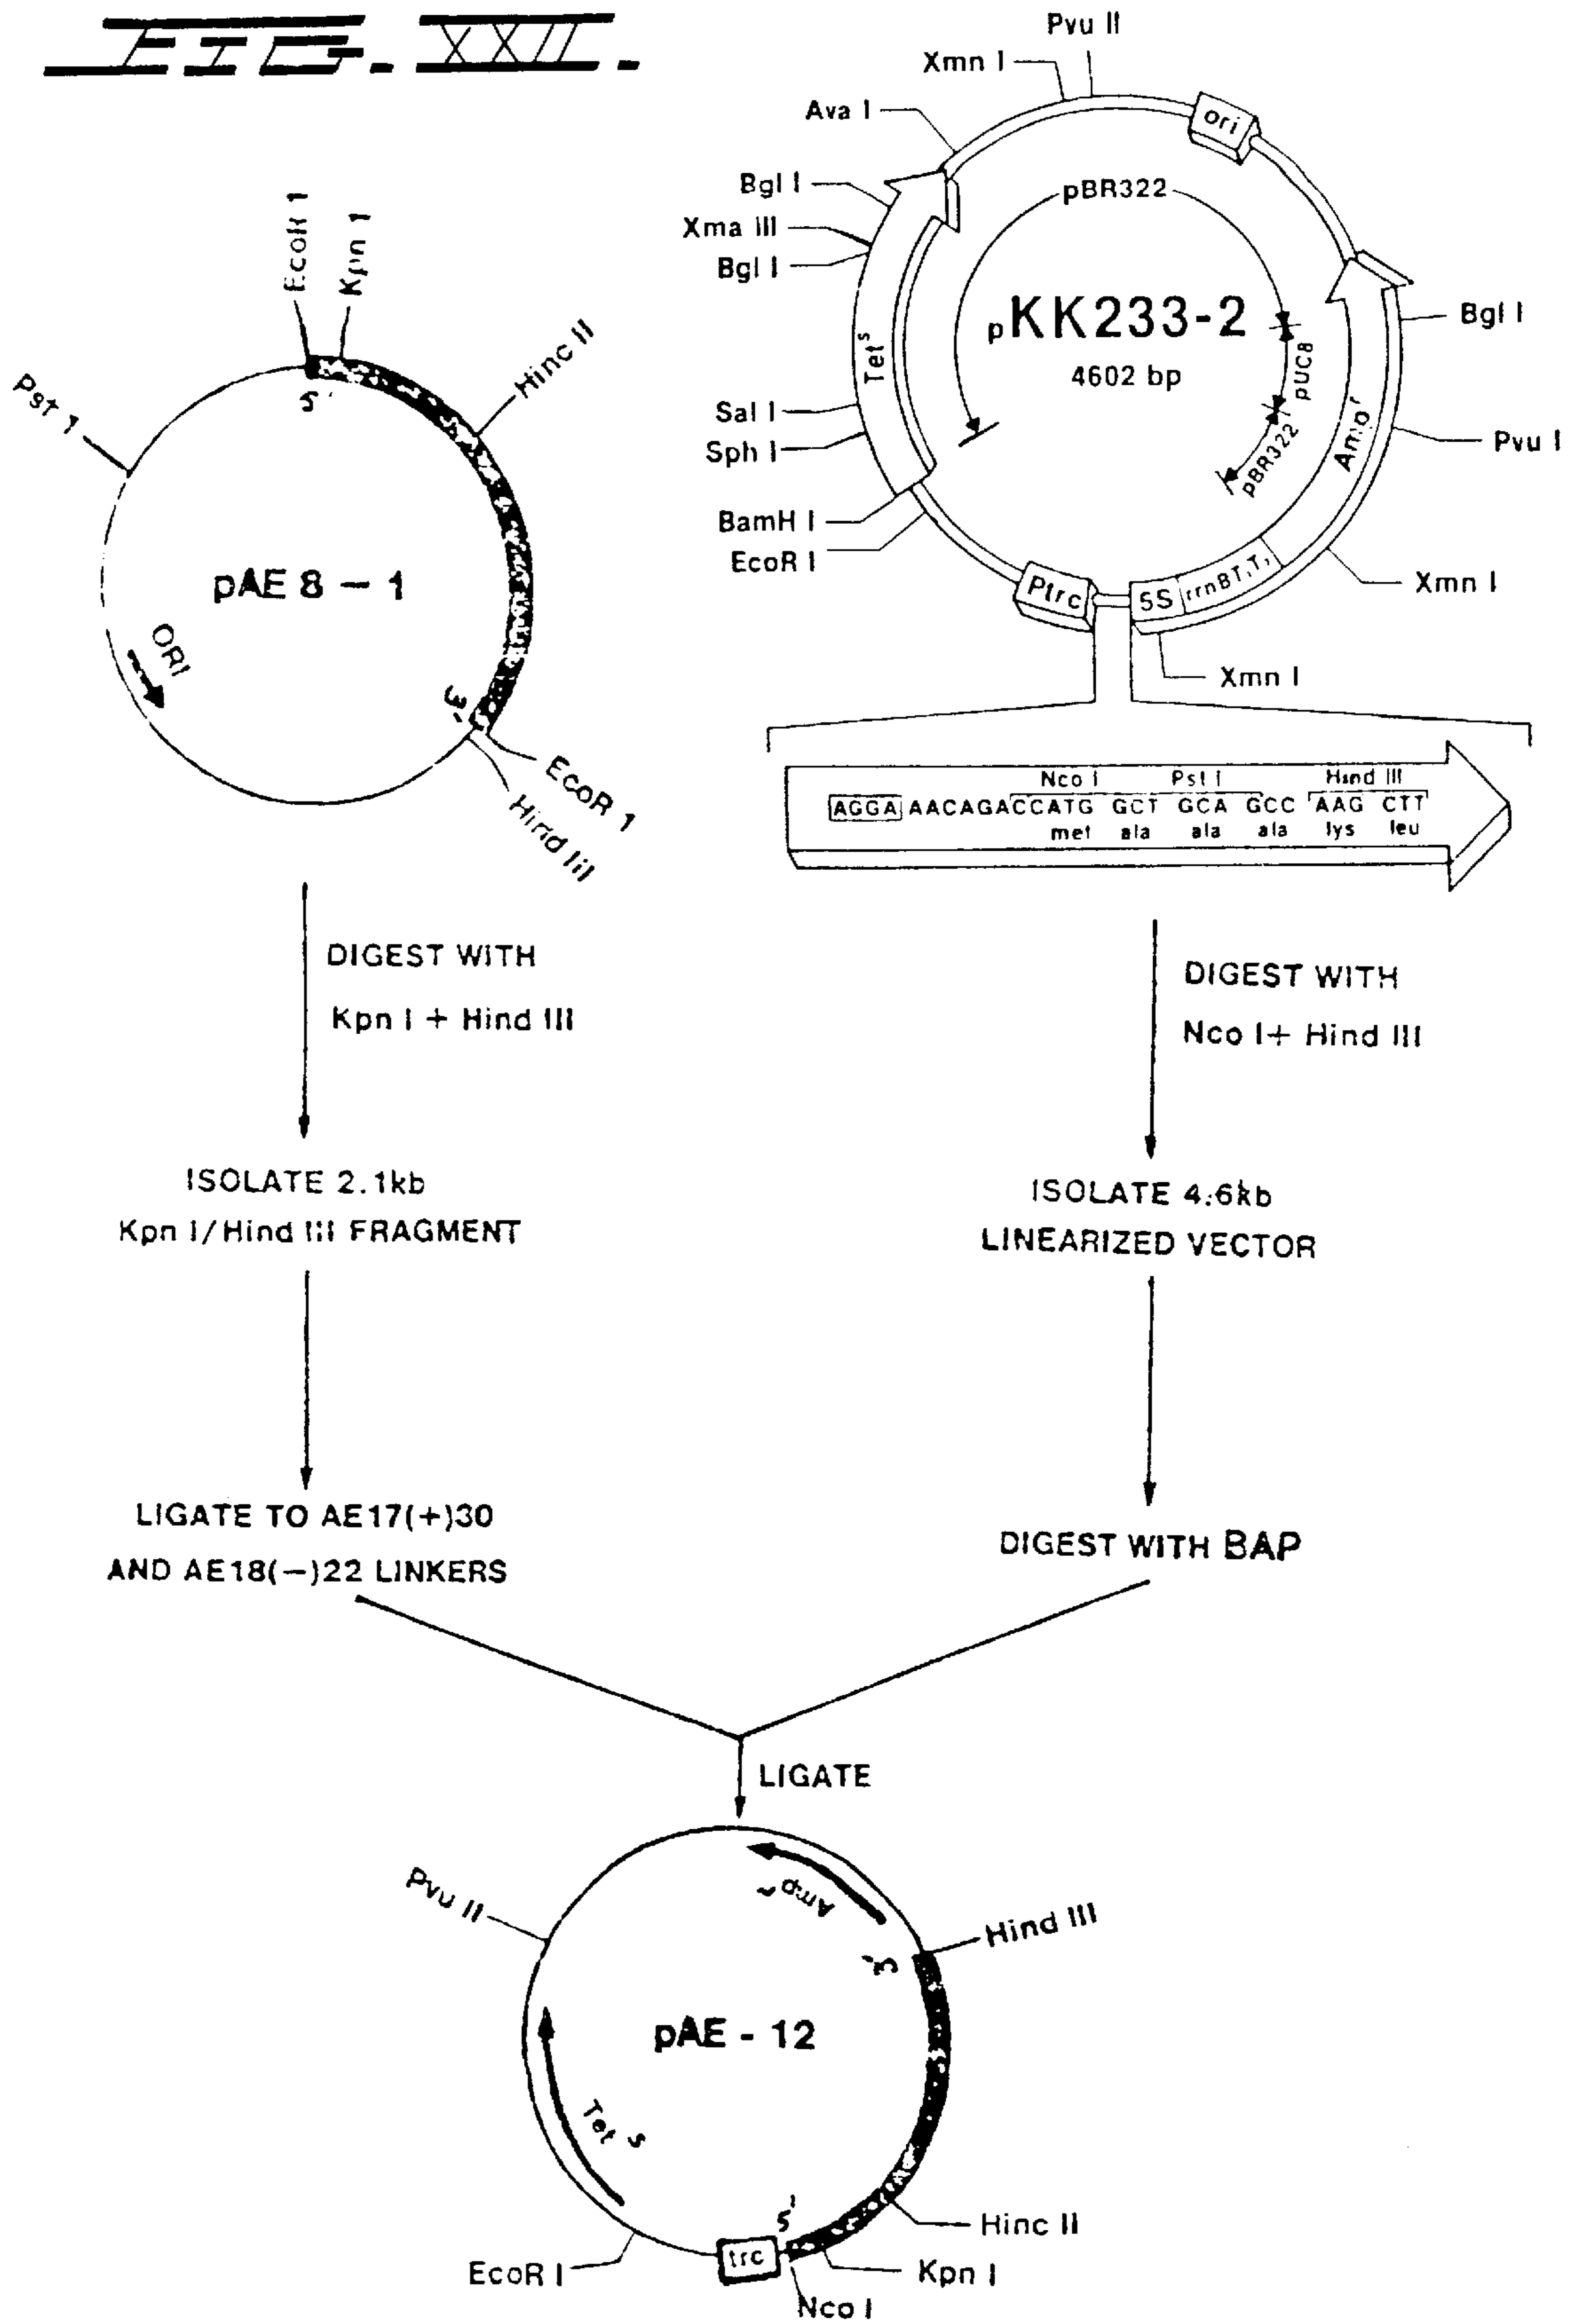 FIG. XXII.
EcoR 1
Kpn 1
Hinc II
Pst 1
5'
pAE 8 – 1
ORI
3'
EcoR 1
Hind III
Pvu II
Xmn I
Ava I
ori
Bgl I
pBR322
Xma III
Bgl I
pKK233-2
4602 bp
Bgl I
Tet s
pUC8
Sal I
Sph I
pBR322
Amp r
Pvu I
BamH I
EcoR I
Ptrc
5S
rrnBT₁T₂
Xmn I
Xmn I
Nco I Pst I Hind III
AGGA AACAGACCATG GCT GCA GCC AAG CTT
met ala ala ala lys leu
DIGEST WITH
Kpn I + Hind III
DIGEST WITH
Nco I+ Hind III
ISOLATE 2.1kb
Kpn I/Hind III FRAGMENT
ISOLATE 4.6kb
LINEARIZED VECTOR
LIGATE TO AE17(+)30
AND AE18(−)22 LINKERS
DIGEST WITH BAP
LIGATE
Amp r
Pvu II
Hind III
3'
pAE - 12
Tet s
5'
Hinc II
trc
EcoR I
Kpn I
Nco I